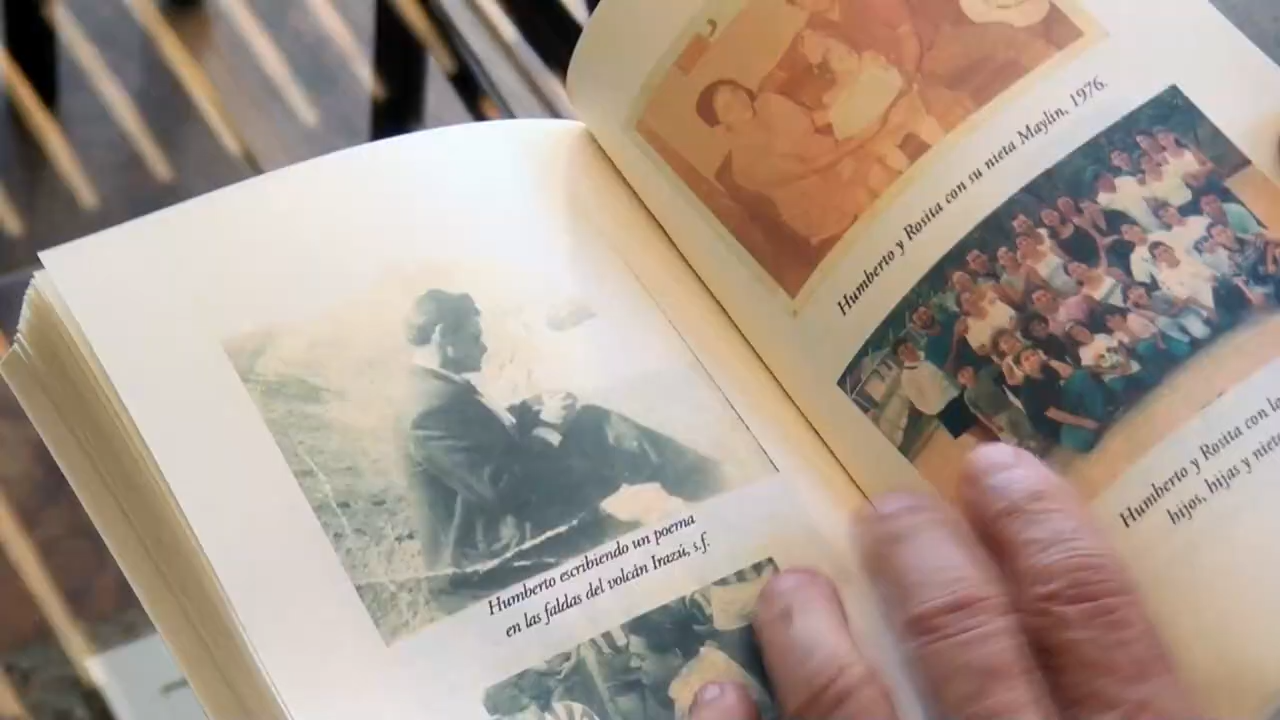 Humberto escribiendo un poema
en las faldas del volcán Irazú, s.f.
Humberto y Rosita con su nieta Maylin, 1976.
Humberto y Rosita con
hijos, hijas y